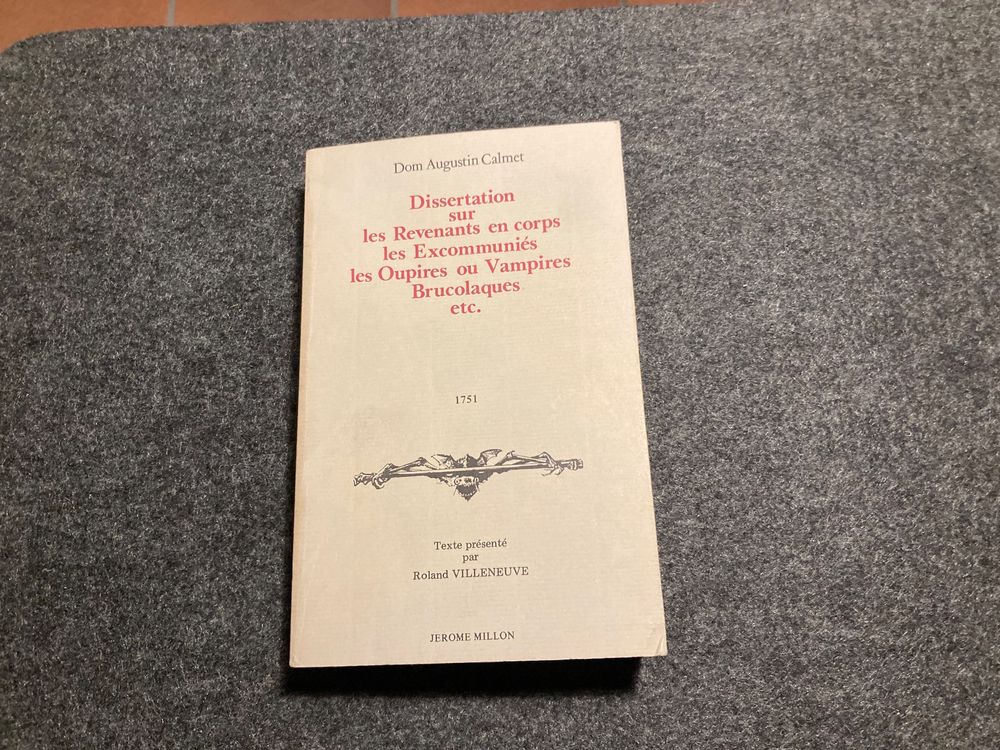 Dom Augustin Calmet
Dissertation
sur
les Revenants en corps
les Excommuniés
les Oupires ou Vampires
Brucolaques
etc.
1751
Texte présenté
par
Roland VILLENEUVE
JEROME MILLON